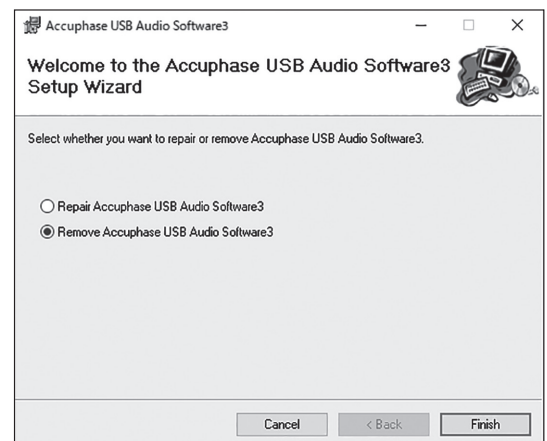 Accuphase USB Audio Software3
Welcome to the Accuphase USB Audio Software3
Setup Wizard
Select whether you want to repair or remove Accuphase USB Audio Software3.
Repair Accuphase USB Audio Software3
Remove Accuphase USB Audio Software3
Cancel
< Back
Finish